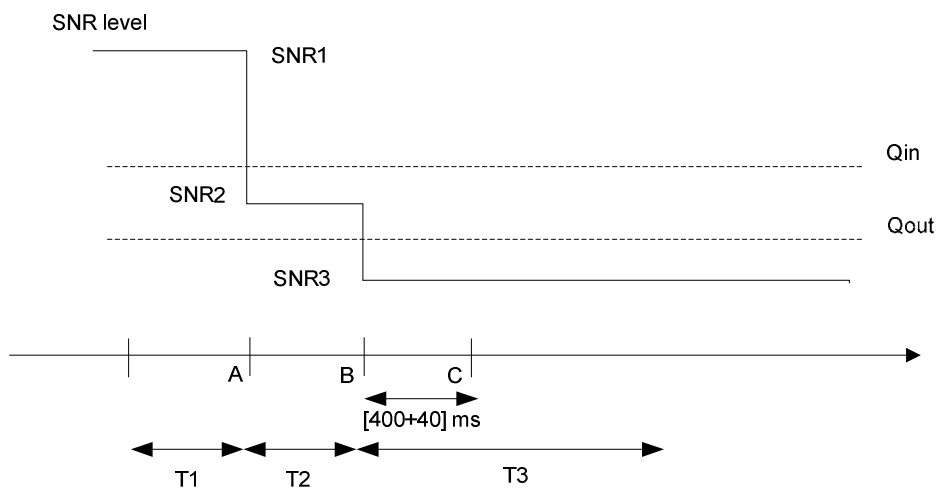 SNR level
SNR1
Qin
SNR2
Qout
SNR3
A
B
C
[400+40] ms
T1
T2
T3